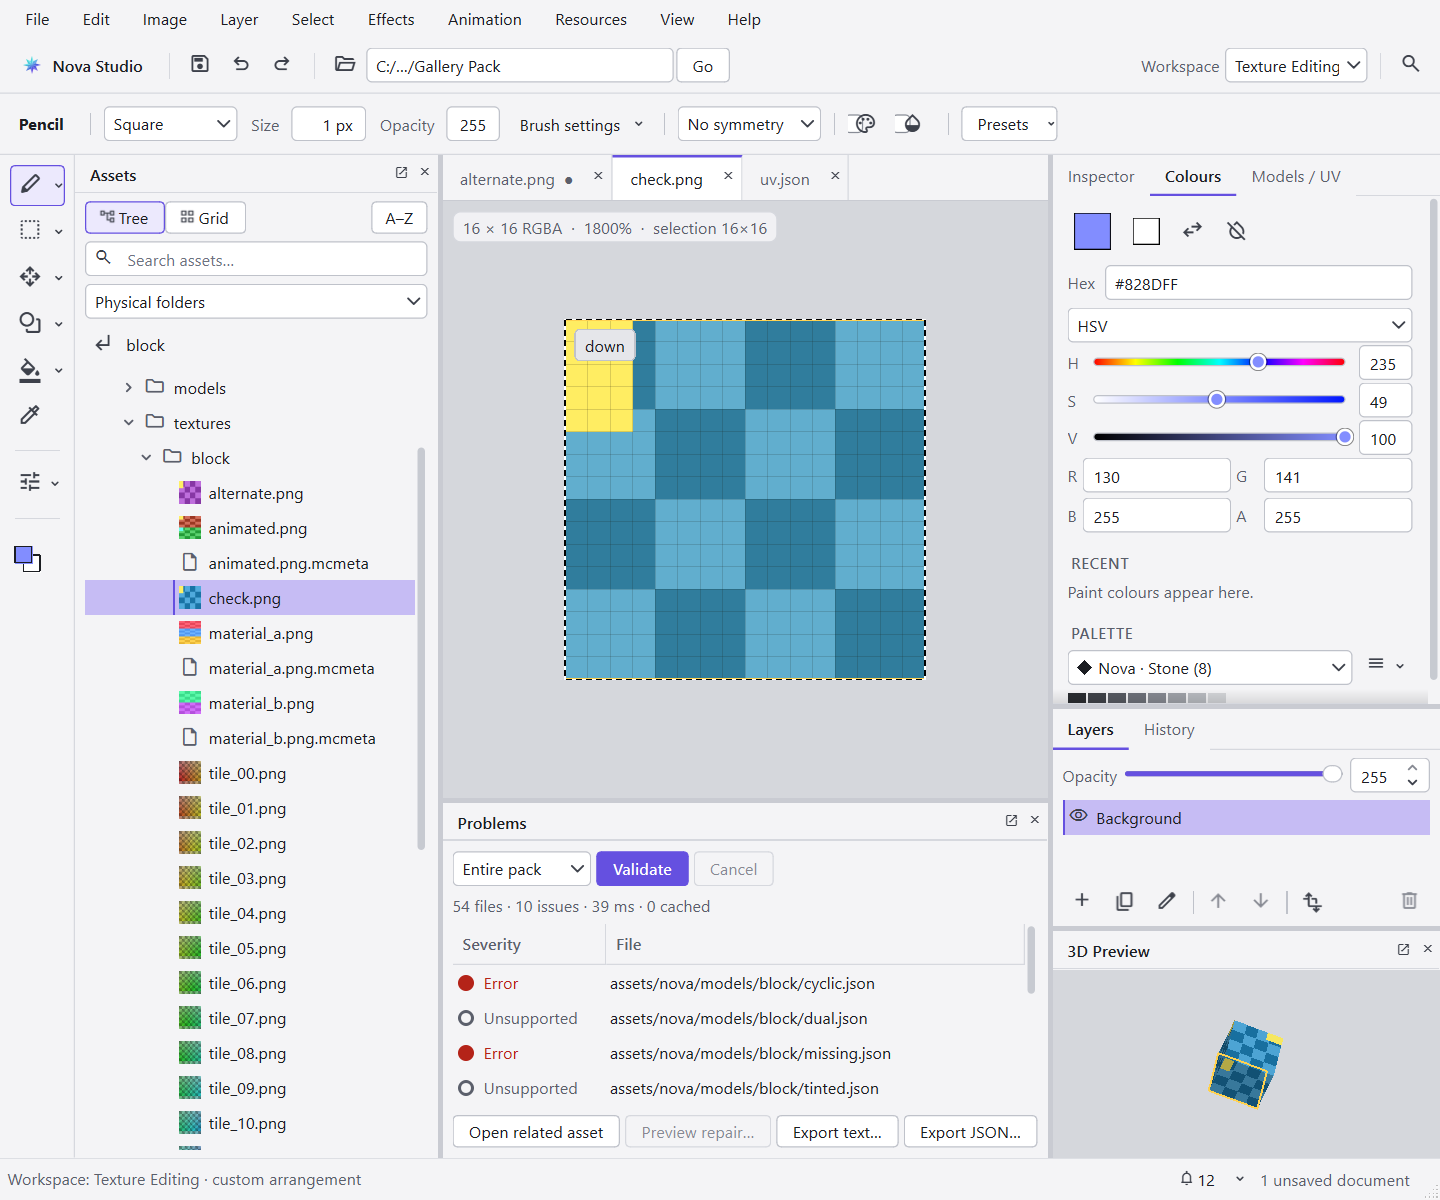 File Edit Image Layer Select Effects Animation Resources View Help
Nova Studio C:/.../Gallery Pack Go Workspace Texture Editing
Pencil Square Size 1 px Opacity 255 Brush settings No symmetry Presets
Assets
Tree Grid A–Z
Search assets...
Physical folders
block
models
textures
block
alternate.png
animated.png
animated.png.mcmeta
check.png
material_a.png
material_a.png.mcmeta
material_b.png
material_b.png.mcmeta
tile_00.png
tile_01.png
tile_02.png
tile_03.png
tile_04.png
tile_05.png
tile_06.png
tile_07.png
tile_08.png
tile_09.png
tile_10.png
alternate.png check.png uv.json
16 × 16 RGBA · 1800% · selection 16×16
down
Problems
Entire pack Validate Cancel
54 files · 10 issues · 39 ms · 0 cached
Severity File
Error assets/nova/models/block/cyclic.json
Unsupported assets/nova/models/block/dual.json
Error assets/nova/models/block/missing.json
Unsupported assets/nova/models/block/tinted.json
Open related asset Preview repair... Export text... Export JSON...
Inspector Colours Models / UV
Hex #828DFF
HSV
H 235
S 49
V 100
R 130 G 141
B 255 A 255
RECENT
Paint colours appear here.
PALETTE
Nova · Stone (8)
Layers History
Opacity 255
Background
3D Preview
Workspace: Texture Editing · custom arrangement 12 1 unsaved document